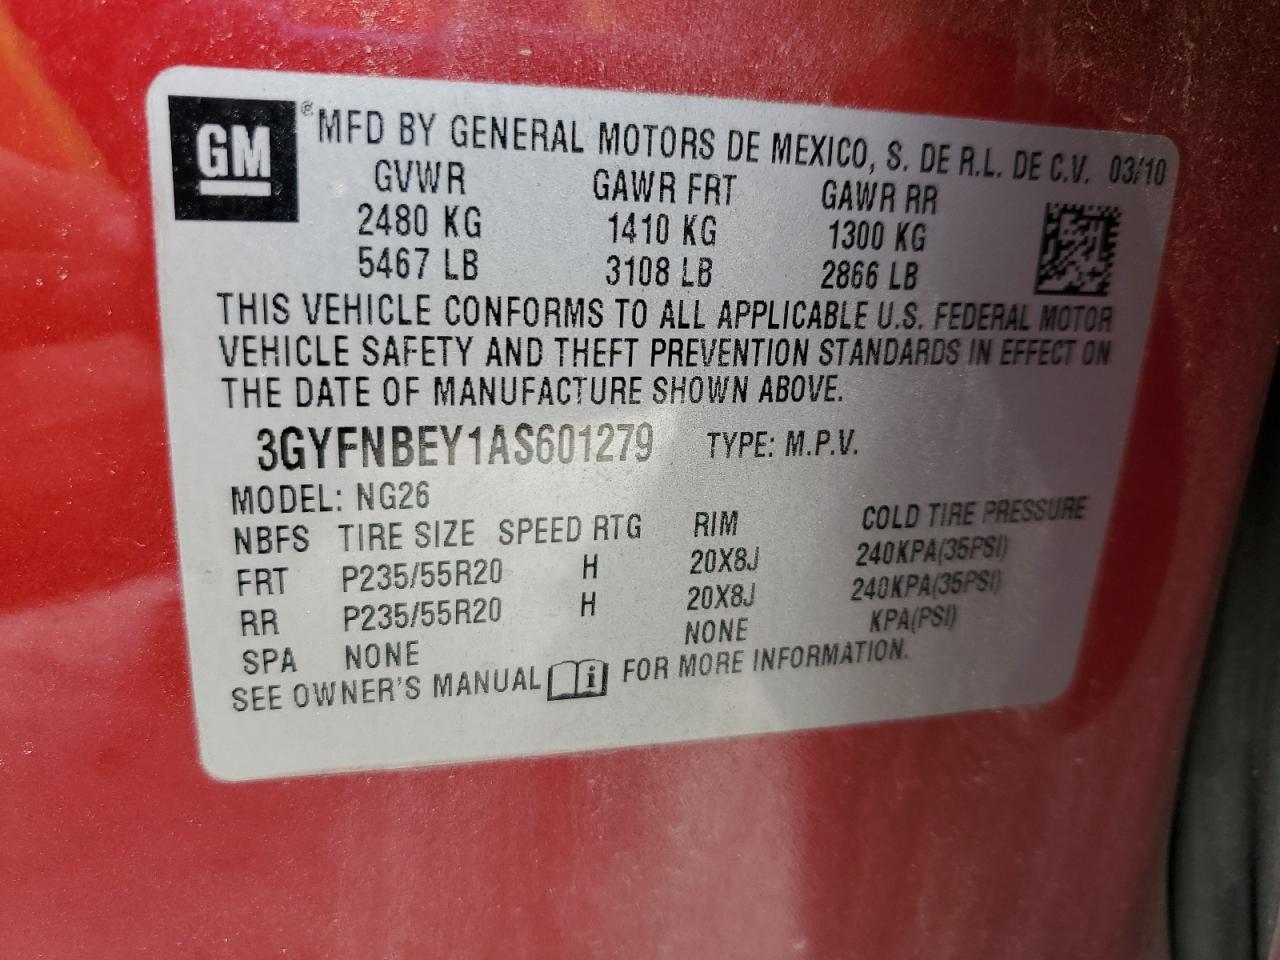 GM ® MFD BY GENERAL MOTORS DE MEXICO, S. DE R.L. DE C.V. 03/10
GVWR GAWR FRT GAWR RR
2480 KG 1410 KG 1300 KG
5467 LB 3108 LB 2866 LB
THIS VEHICLE CONFORMS TO ALL APPLICABLE U.S. FEDERAL MOTOR
VEHICLE SAFETY AND THEFT PREVENTION STANDARDS IN EFFECT ON
THE DATE OF MANUFACTURE SHOWN ABOVE.
3GYFNBEY1AS601279 TYPE: M.P.V.
MODEL: NG26
NBFS TIRE SIZE SPEED RTG RIM COLD TIRE PRESSURE
FRT P235/55R20 H 20X8J 240KPA(35PSI)
RR P235/55R20 H 20X8J 240KPA(35PSI)
SPA NONE NONE KPA(PSI)
SEE OWNER'S MANUAL i FOR MORE INFORMATION.